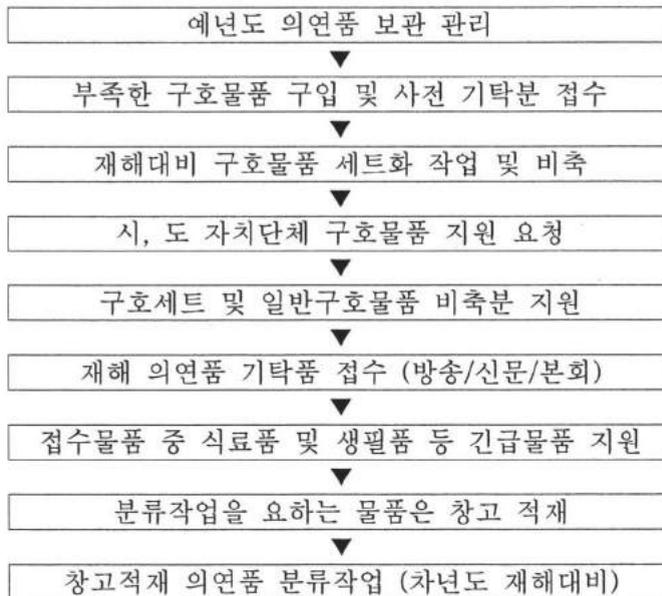 예년도 의연품 보관 관리
▼
부족한 구호물품 구입 및 사전 기탁분 접수
▼
재해대비 구호물품 세트화 작업 및 비축
▼
시, 도 자치단체 구호물품 지원 요청
▼
구호세트 및 일반구호물품 비축분 지원
▼
재해 의연품 기탁품 접수 (방송/신문/본회)
▼
접수물품 중 식료품 및 생필품 등 긴급물품 지원
▼
분류작업을 요하는 물품은 창고 적재
▼
창고적재 의연품 분류작업 (차년도 재해대비)